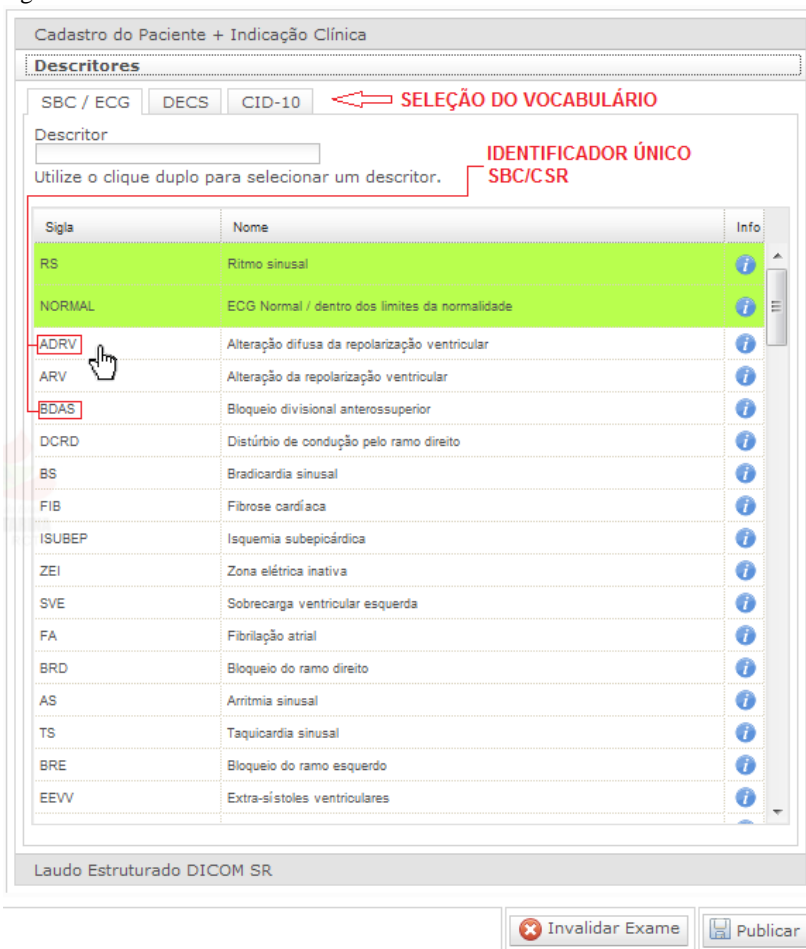 Cadastro do Paciente + Indicação Clínica
Descritores
SBC / ECG DECS CID-10 SELEÇÃO DO VOCABULÁRIO
Descritor
IDENTIFICADOR ÚNICO
Utilize o clique duplo para selecionar um descritor. SBC/CSR
Sigla Nome Info
RS Ritmo sinusal
NORMAL ECG Normal / dentro dos limites da normalidade
ADRV Alteração difusa da repolarização ventricular
ARV Alteração da repolarização ventricular
BDAS Bloqueio divisional anterossuperior
DCRD Distúrbio de condução pelo ramo direito
BS Bradicardia sinusal
FIB Fibrose cardíaca
ISUBEP Isquemia subepicárdica
ZEI Zona elétrica inativa
SVE Sobrecarga ventricular esquerda
FA Fibrilação atrial
BRD Bloqueio do ramo direito
AS Arritmia sinusal
TS Taquicardia sinusal
BRE Bloqueio do ramo esquerdo
EEVV Extra-sístoles ventriculares
Laudo Estruturado DICOM SR
Invalidar Exame Publicar